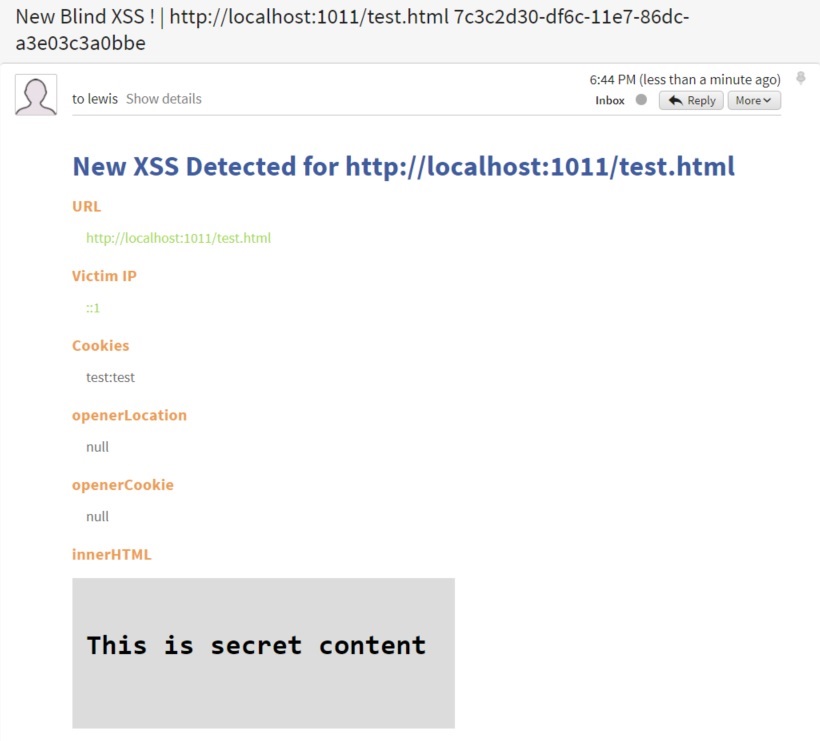 New Blind XSS ! | http://localhost:1011/test.html 7c3c2d30-df6c-11e7-86dc-
a3e03c3a0bbe
6:44 PM (less than a minute ago)
to lewis Show details
Inbox Reply More
New XSS Detected for http://localhost:1011/test.html
URL
http://localhost:1011/test.html
Victim IP
::1
Cookies
test:test
openerLocation
null
openerCookie
null
innerHTML
This is secret content